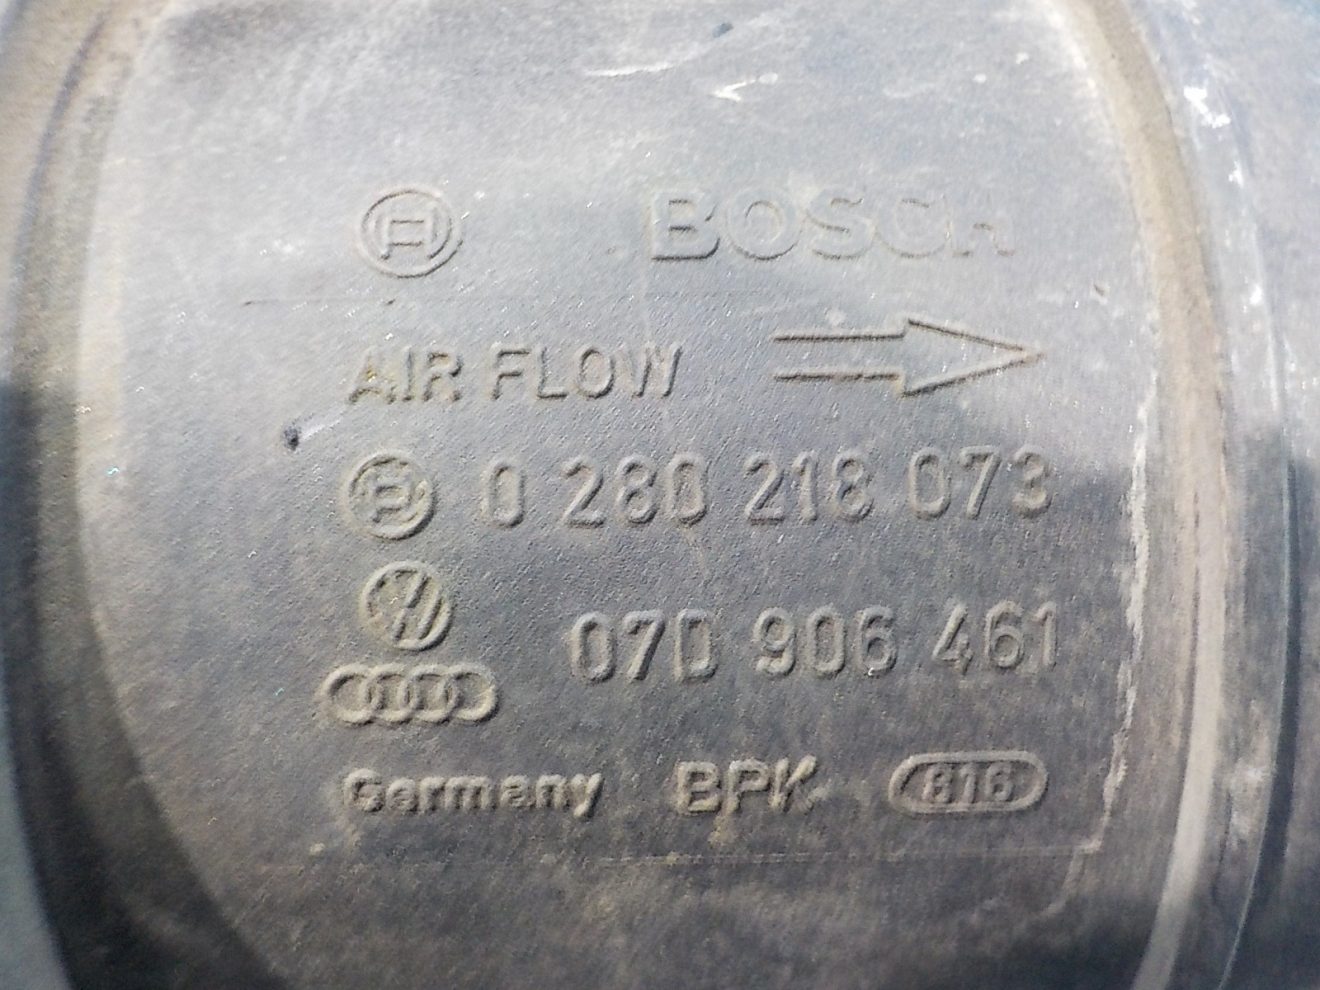 BOSCH
AIR FLOW
0 280 218 073
07D 906 461
Germany BPK 816